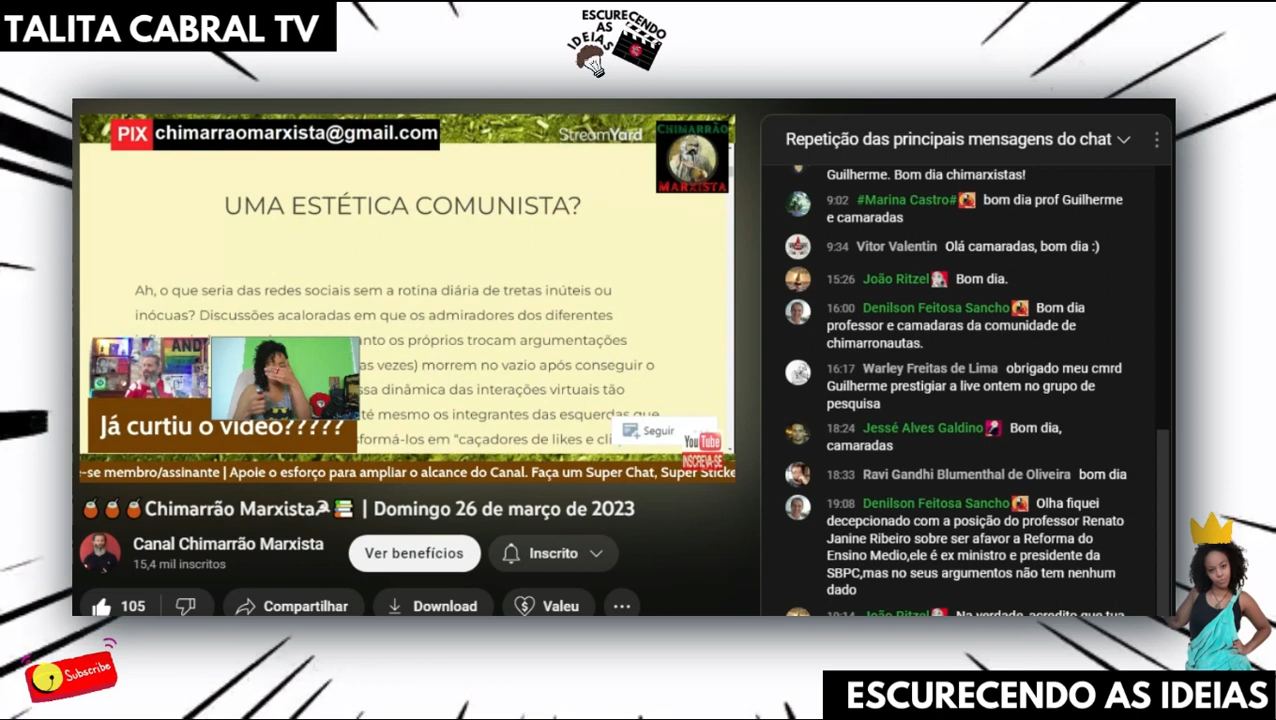 TALITA CABRAL TV
ESCURECENDO
AS
IDEIAS
PIX chimarraomarxista@gmail.com
StreamYard
CHIMARRÃO
MARXISTA
UMA ESTÉTICA COMUNISTA?
Ah, o que seria das redes sociais sem a rotina diária de tretas inúteis ou
inócuas? Discussões acaloradas em que os admiradores dos diferentes
anto os próprios trocam argumentações
as vezes) morrem no vazio após conseguir o
ssa dinâmica das interações virtuais tão
té mesmo os integrantes das esquerdas que
sformá-los em “caçadores de likes e cli
Já curtiu o vídeo?????
Seguir
YouTube
INSCREVA-SE
-se membro/assinante | Apoie o esforço para ampliar o alcance do Canal. Faça um Super Chat, Super Sticke
Chimarrão Marxista☭📚 | Domingo 26 de março de 2023
Canal Chimarrão Marxista
15,4 mil inscritos
Ver benefícios
Inscrito
105
Compartilhar
Download
Valeu
Repetição das principais mensagens do chat
Guilherme. Bom dia chimarxistas!
9:02 #Marina Castro# bom dia prof Guilherme
e camaradas
9:34 Vitor Valentin Olá camaradas, bom dia :)
15:26 João Ritzel Bom dia.
16:00 Denilson Feitosa Sancho Bom dia
professor e camadaras da comunidade de
chimarronautas.
16:17 Warley Freitas de Lima obrigado meu cmrd
Guilherme prestigiar a live ontem no grupo de
pesquisa
18:24 Jessé Alves Galdino Bom dia,
camaradas
18:33 Ravi Gandhi Blumenthal de Oliveira bom dia
19:08 Denilson Feitosa Sancho Olha fiquei
decepcionado com a posição do professor Renato
Janine Ribeiro sobre ser afavor a Reforma do
Ensino Medio,ele é ex ministro e presidente da
SBPC,mas no seus argumentos não tem nenhum
dado
19:14 João Ritzel Na verdade, acredito que tua
Subscribe
ESCURECENDO AS IDEIAS